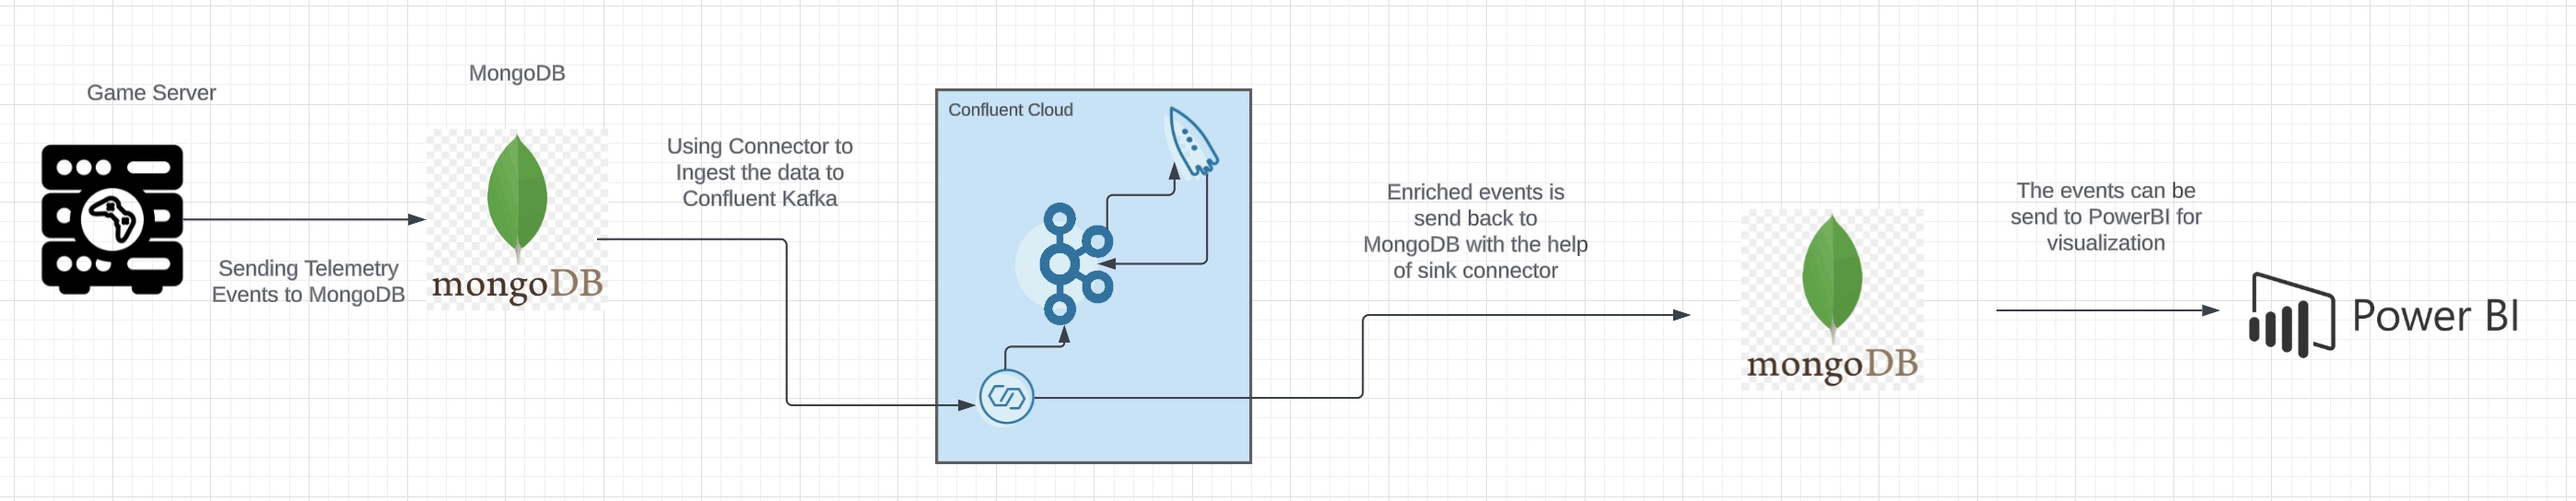 Game Server
Sending Telemetry
Events to MongoDB
MongoDB
mongoDB
Using Connector to
Ingest the data to
Confluent Kafka
Confluent Cloud
Enriched events is
send back to
MongoDB with the help
of sink connector
mongoDB
The events can be
send to PowerBI for
visualization
Power BI